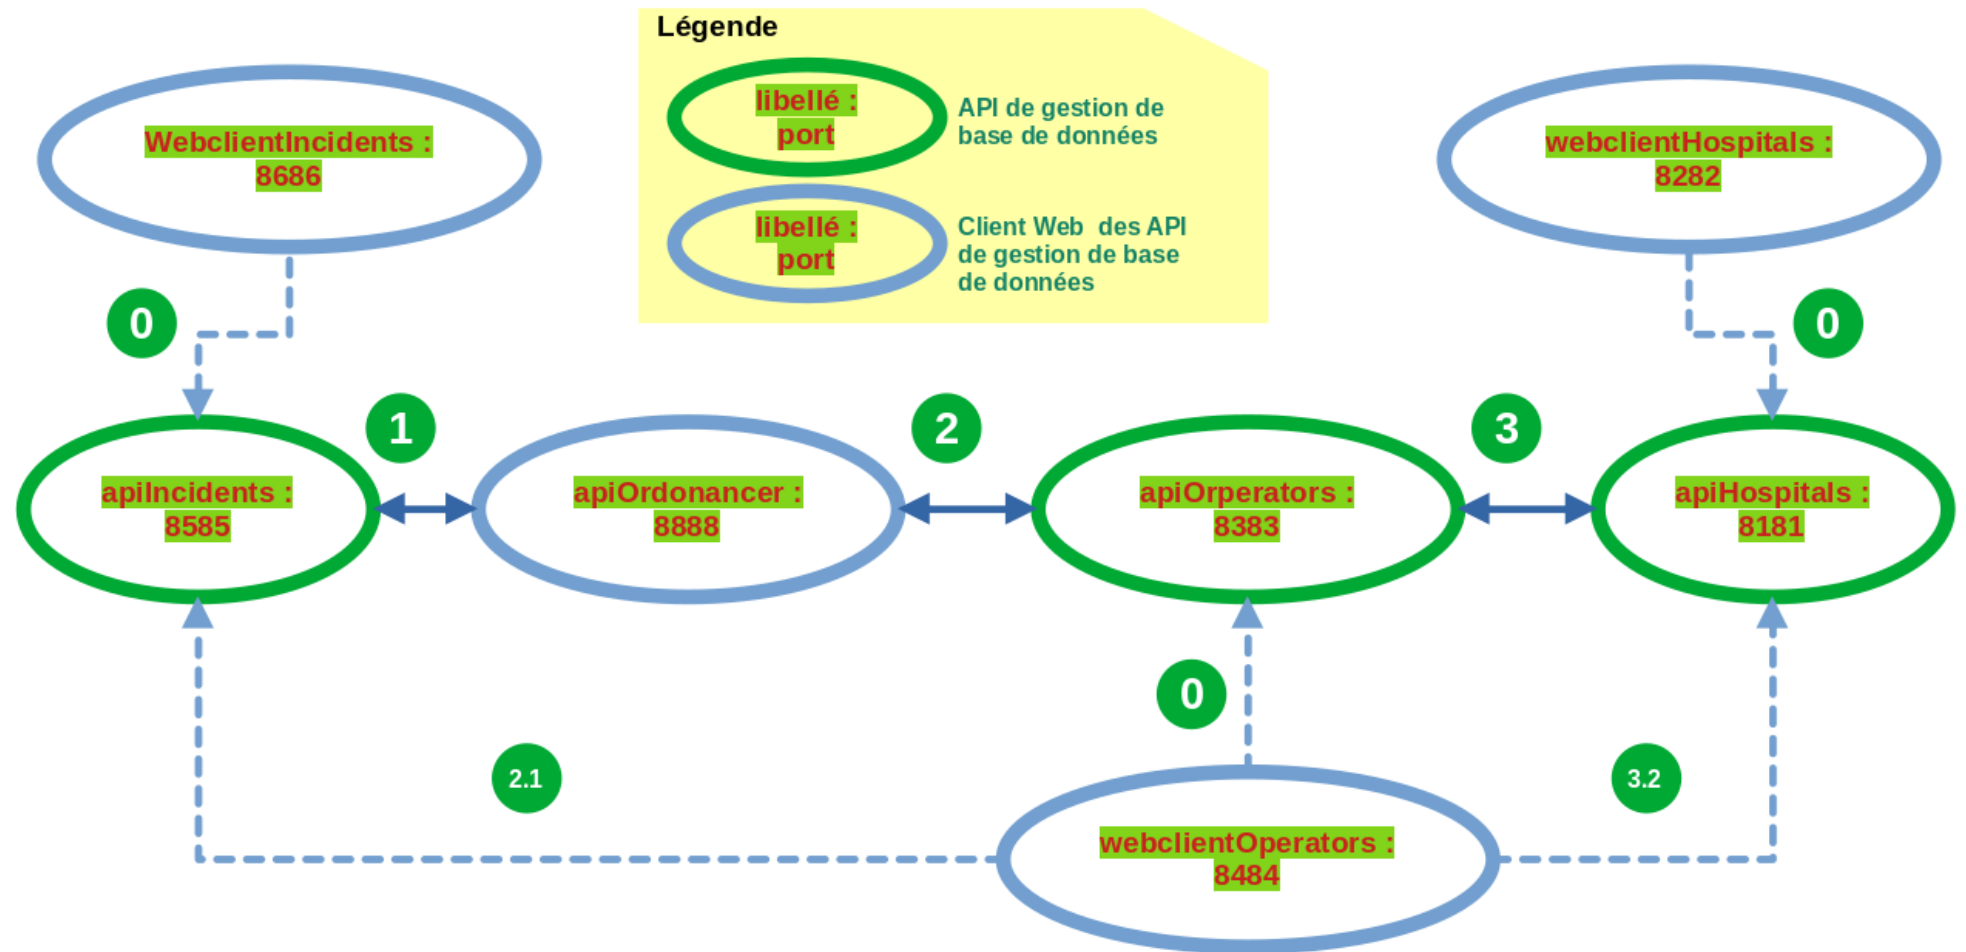 Légende
libellé :
port
API de gestion de
base de données
libellé :
port
Client Web  des API
de gestion de base
de données
WebclientIncidents :
8686
webclientHospitals :
8282
0
0
1
2
3
apiIncidents :
8585
apiOrdonancer :
8888
apiOrperators :
8383
apiHospitals :
8181
0
2.1
3.2
webclientOperators :
8484